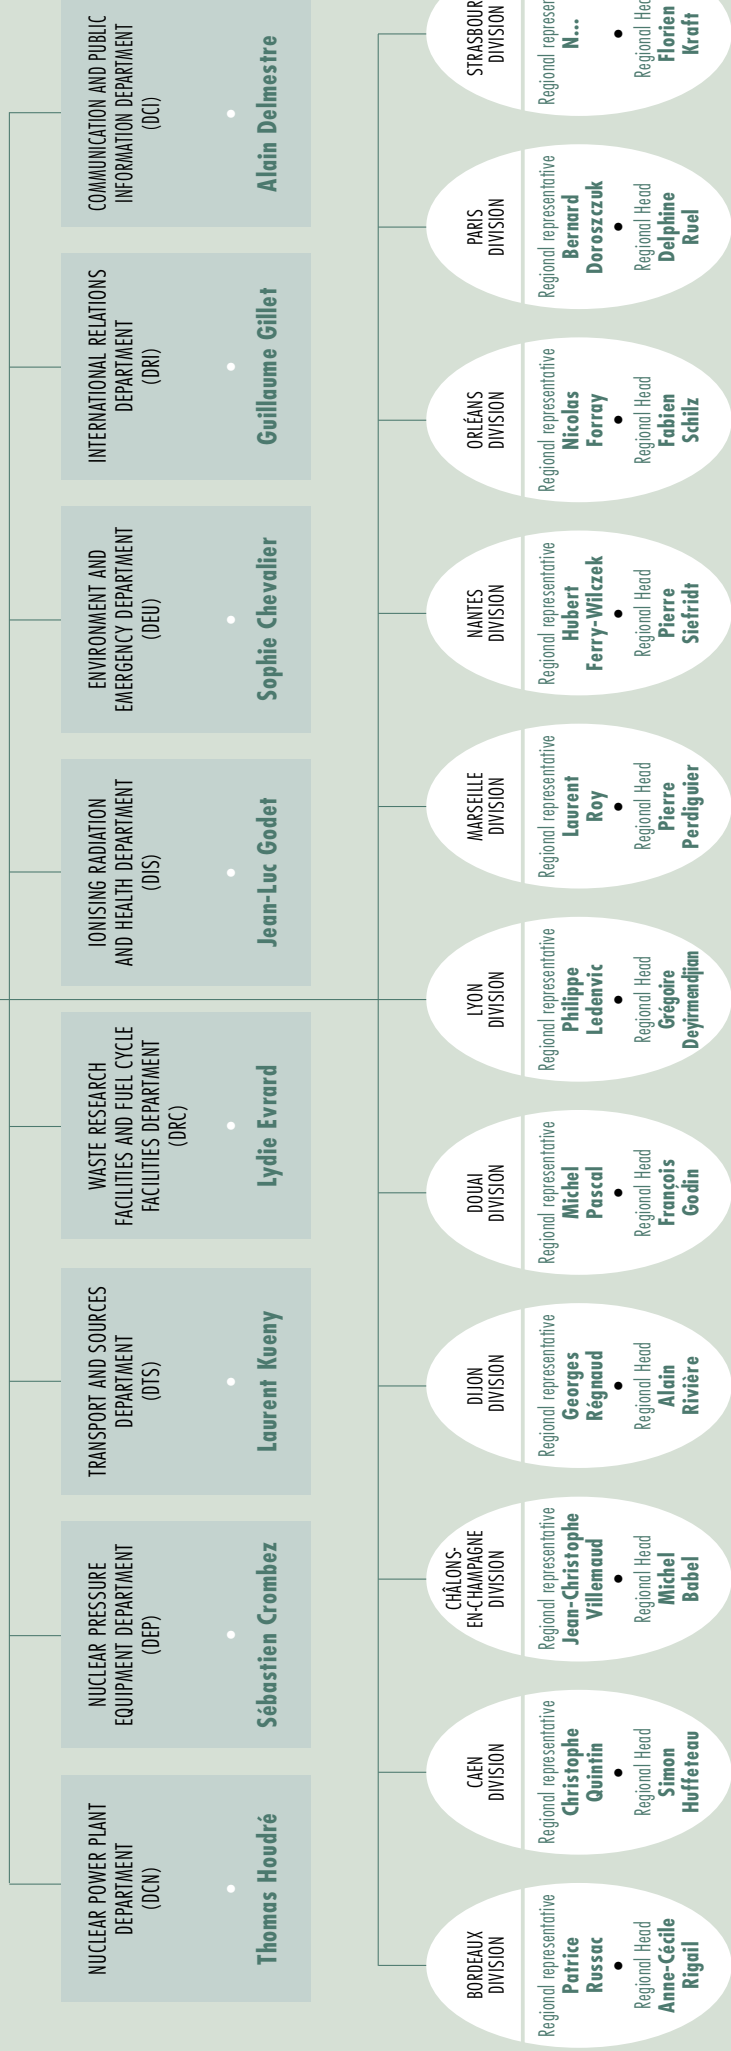 NUCLEAR POWER PLANT
DEPARTMENT
(DCN)
Thomas Houdré
NUCLEAR PRESSURE
EQUIPMENT DEPARTMENT
(DEP)
Sébastien Crombez
TRANSPORT AND SOURCES
DEPARTMENT
(DTS)
Laurent Kueny
WASTE RESEARCH
FACILITIES AND FUEL CYCLE
FACILITIES DEPARTMENT
(DRC)
Lydie Evrard
IONISING RADIATION
AND HEALTH DEPARTMENT
(DIS)
Jean-Luc Godet
ENVIRONMENT AND
EMERGENCY DEPARTMENT
(DEU)
Sophie Chevalier
INTERNATIONAL RELATIONS
DEPARTMENT
(DRI)
Guillaume Gillet
COMMUNICATION AND PUBLIC
INFORMATION DEPARTMENT
(DCI)
Alain Delmestre
BORDEAUX
DIVISION
Regional representative
Patrice
Russac
Regional Head
Anne-Cécile
Rigail
CAEN
DIVISION
Regional representative
Christophe
Quintin
Regional Head
Simon
Huffeteau
CHÂLONS-
EN-CHAMPAGNE
DIVISION
Regional representative
Jean-Christophe
Villemaud
Regional Head
Michel
Babel
DIJON
DIVISION
Regional representative
Georges
Régnaud
Regional Head
Alain
Rivière
DOUAI
DIVISION
Regional representative
Michel
Pascal
Regional Head
François
Godin
LYON
DIVISION
Regional representative
Philippe
Ledenvic
Regional Head
Grégoire
Deyirmendjian
MARSEILLE
DIVISION
Regional representative
Laurent
Roy
Regional Head
Pierre
Perdiguier
NANTES
DIVISION
Regional representative
Hubert
Ferry-Wilczek
Regional Head
Pierre
Siefridt
ORLÉANS
DIVISION
Regional representative
Nicolas
Forray
Regional Head
Fabien
Schilz
PARIS
DIVISION
Regional representative
Bernard
Doroszczuk
Regional Head
Delphine
Ruel
STRASBOUR
DIVISION
Regional represen
N...
Regional Hea
Florien
Kraft